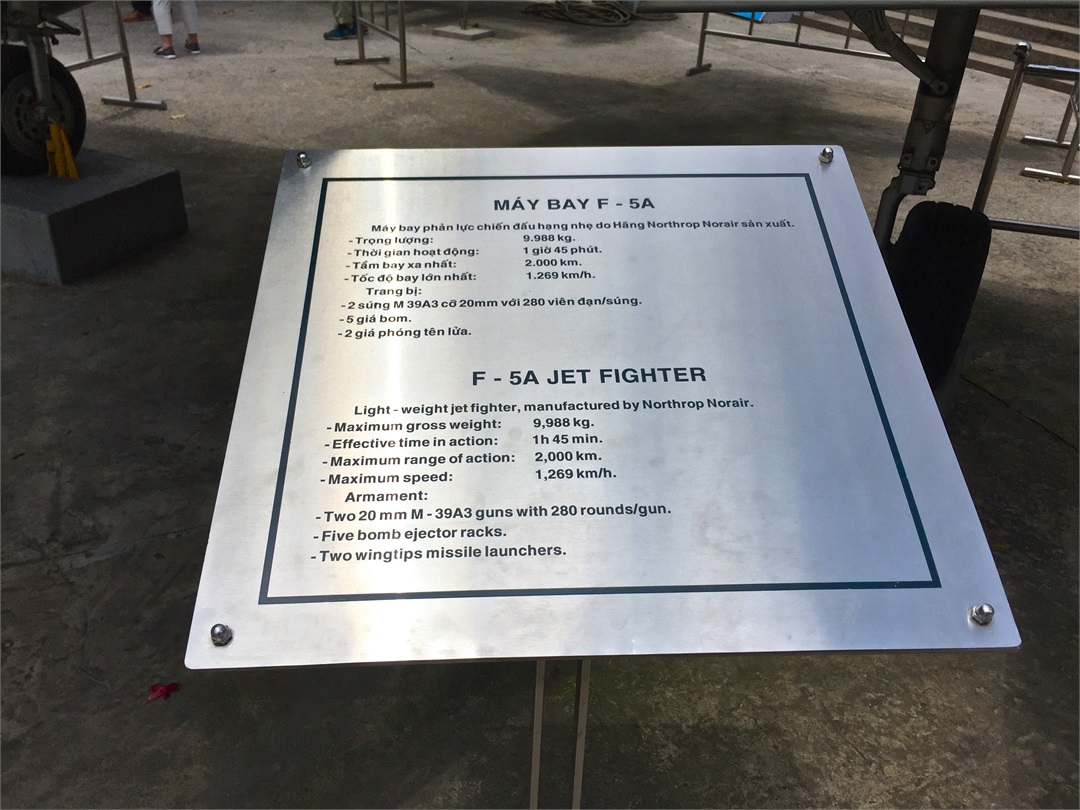 MÁY BAY F - 5A
Máy bay phản lực chiến đấu hạng nhẹ do Hãng Northrop Norair sản xuất.
- Trọng lượng: 9.988 kg.
- Thời gian hoạt động: 1 giờ 45 phút.
- Tầm bay xa nhất: 2.000 km.
- Tốc độ bay lớn nhất: 1.269 km/h.
Trang bị:
- 2 súng M 39A3 cỡ 20mm với 280 viên đạn/súng.
- 5 giá bom.
- 2 giá phóng tên lửa.
F - 5A JET FIGHTER
Light - weight jet fighter, manufactured by Northrop Norair.
- Maximum gross weight: 9,988 kg.
- Effective time in action: 1h 45 min.
- Maximum range of action: 2,000 km.
- Maximum speed: 1,269 km/h.
Armament:
- Two 20 mm M - 39A3 guns with 280 rounds/gun.
- Five bomb ejector racks.
- Two wingtips missile launchers.